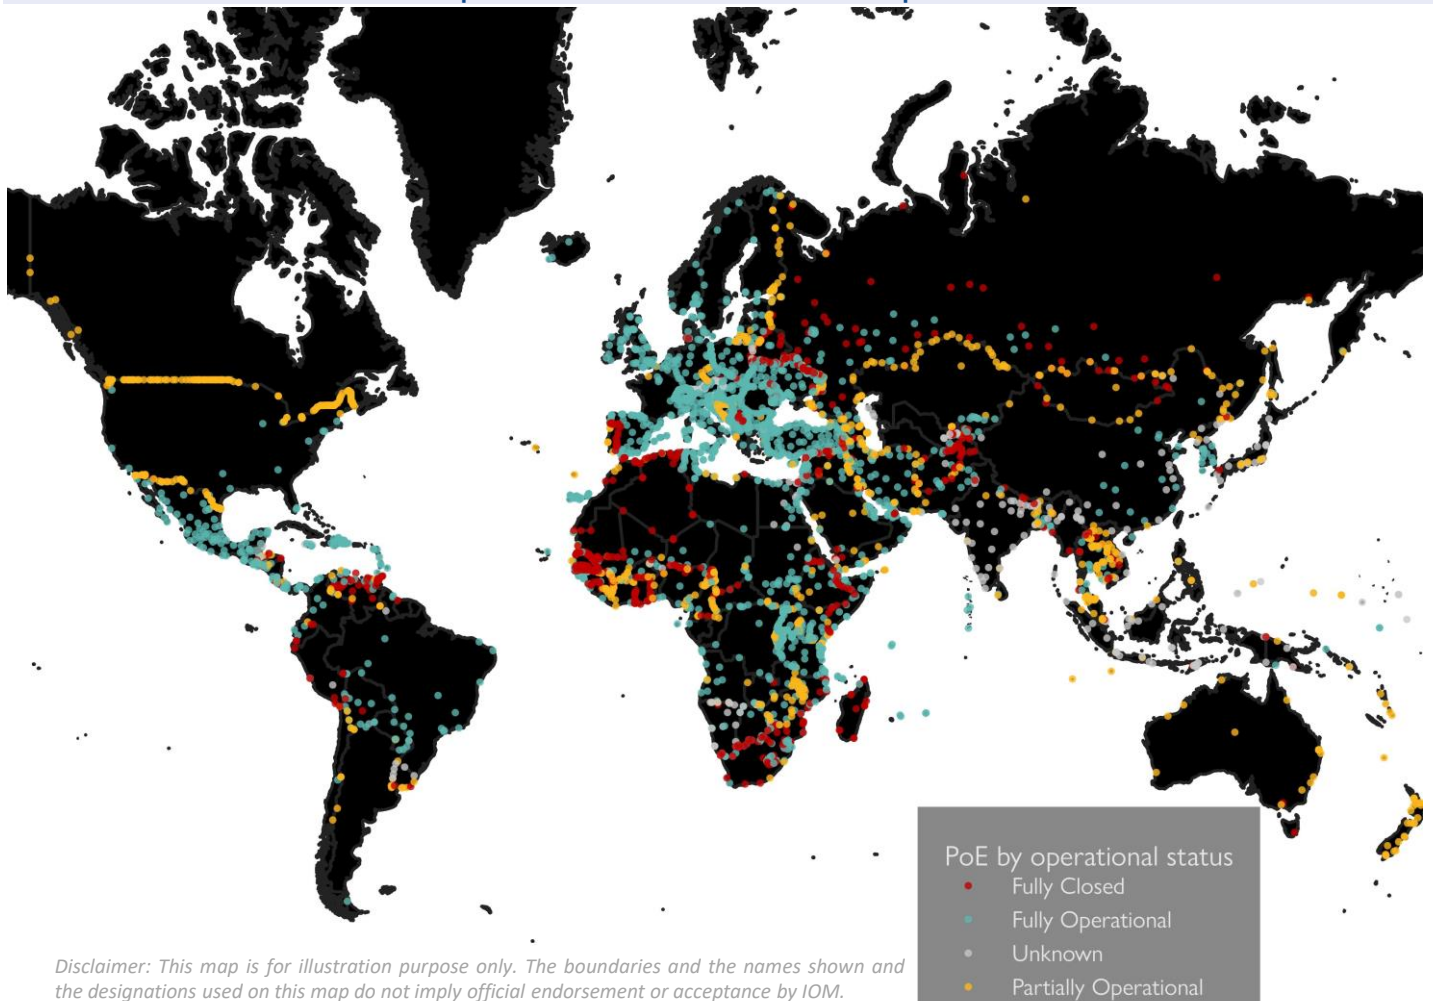 PoE by operational status
Fully Closed
Fully Operational
Unknown
Partially Operational
Disclaimer: This map is for illustration purpose only. The boundaries and the names shown and
the designations used on this map do not imply official endorsement or acceptance by IOM.